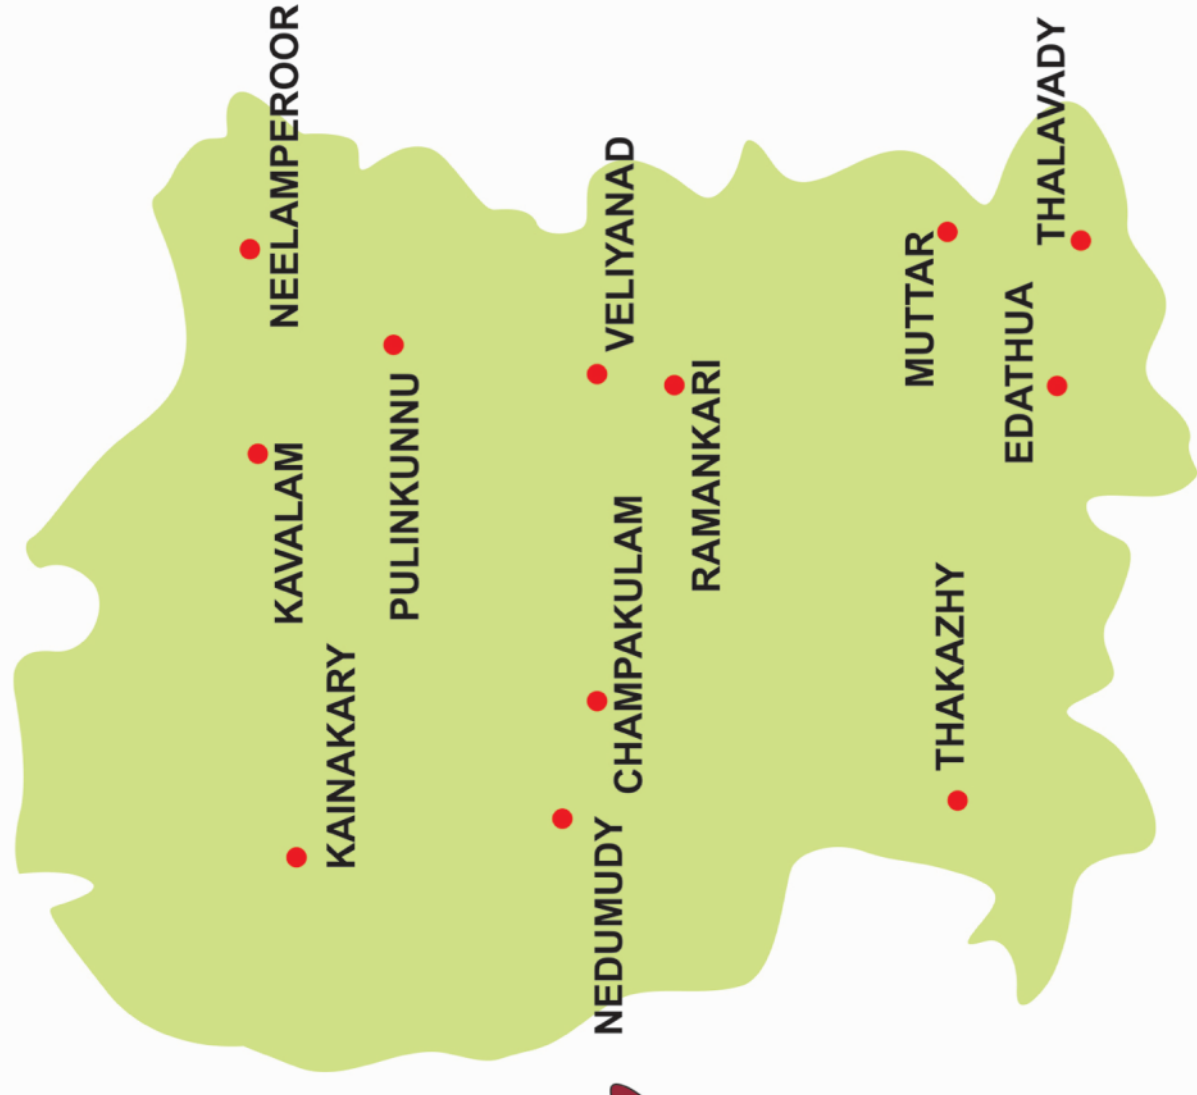 NEELAMPEROOR
KAVALAM
KAINAKARY
PULINKUNNU
VELIYANAD
CHAMPAKULAM
NEDUMUDY
RAMANKARI
MUTTAR
THAKAZHY
EDATHUA
THALAVADY